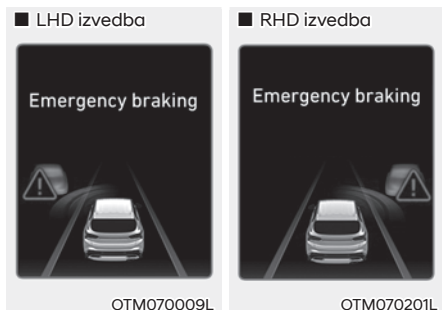 ■ LHD izvedba
Emergency braking
OTM070009L
■ RHD izvedba
Emergency braking
OTM070201L